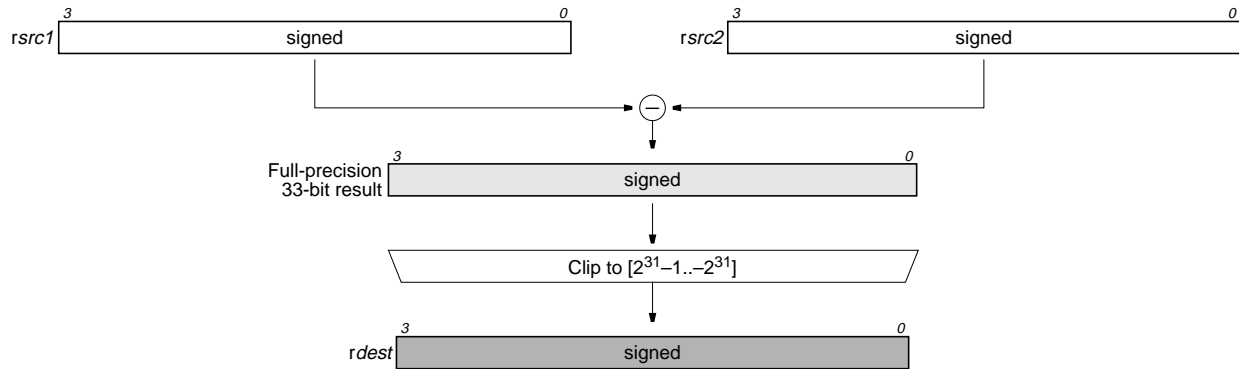 3 0 3 0
rsrc1 signed rsrc2 signed
−
3 0
Full-precision
33-bit result signed
Clip to [2³¹–1..–2³¹]
3 0
rdest signed